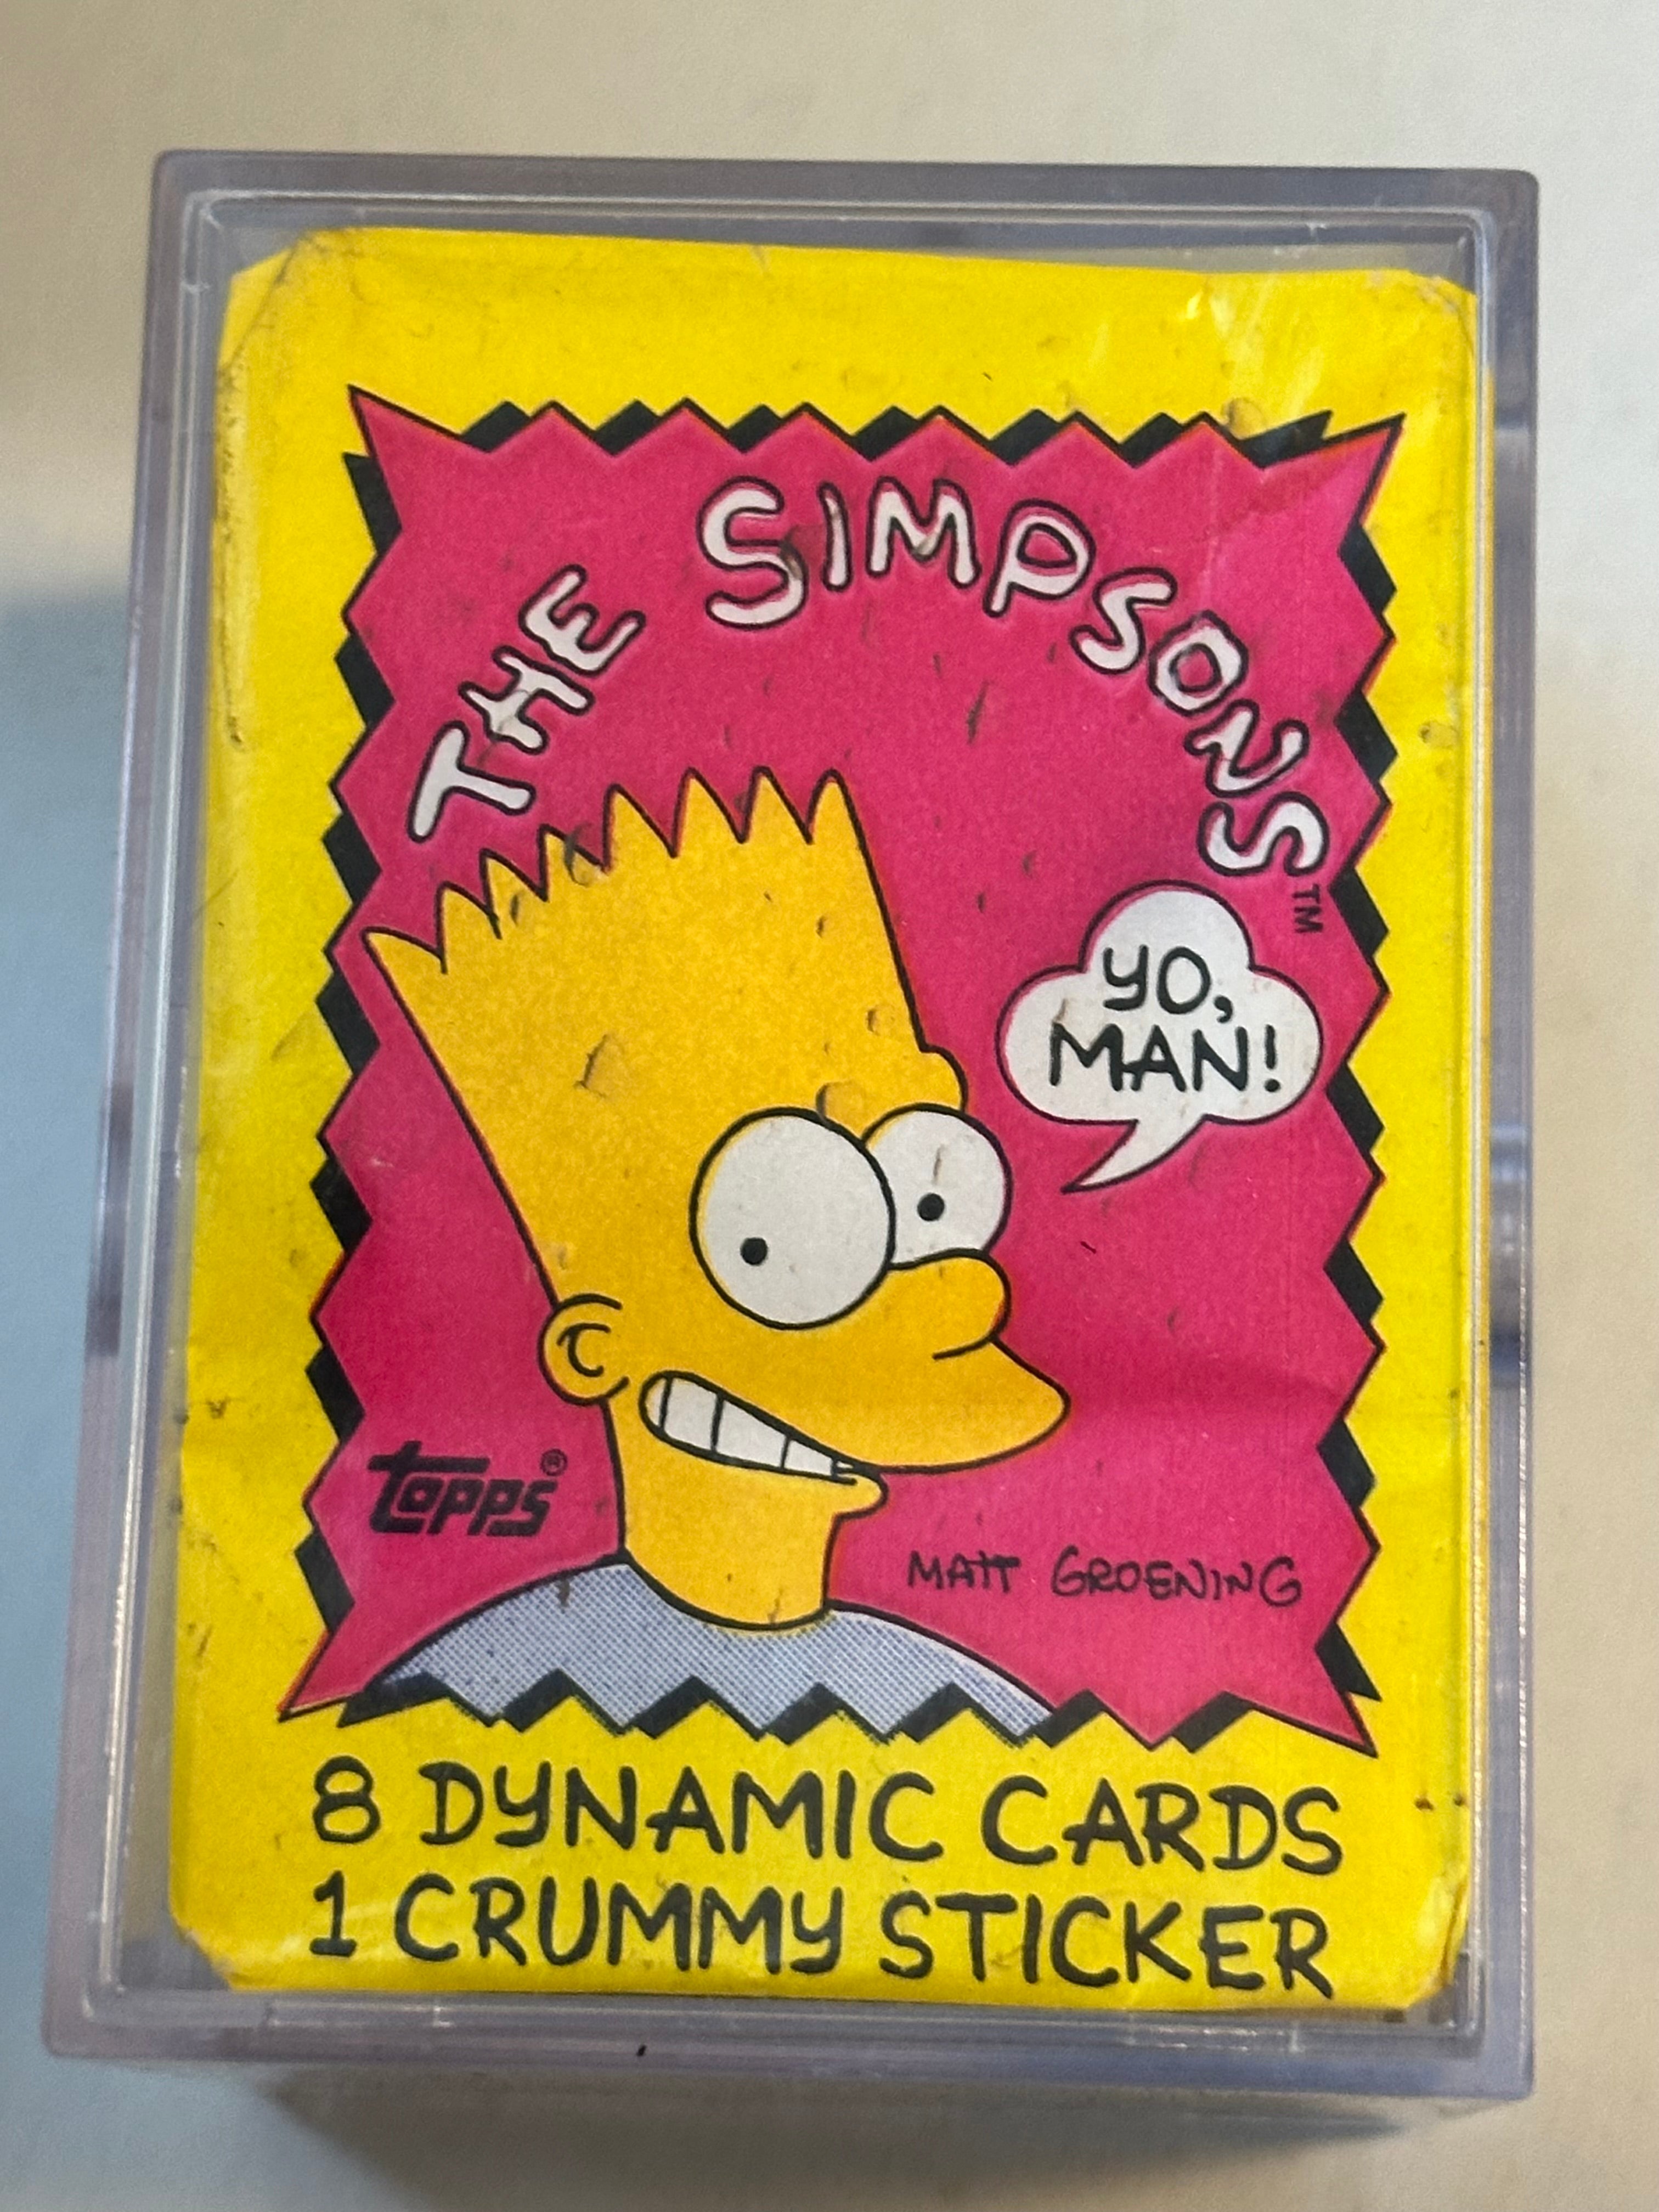 THE SIMPSONS™
YO,
MAN!
topps®
MATT GROENING
8 DYNAMIC CARDS
1 CRUMMY STICKER